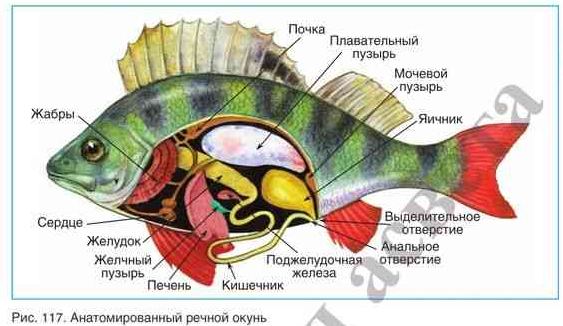 Почка
Плавательный
пузырь
Мочевой
пузырь
Жабры
Яичник
Сердце
Выделительное
отверстие
Желудок
Анальное
отверстие
Желчный
пузырь
Поджелудочная
железа
Печень
Кишечник
Рис. 117. Анатомированный речной окунь
асвета